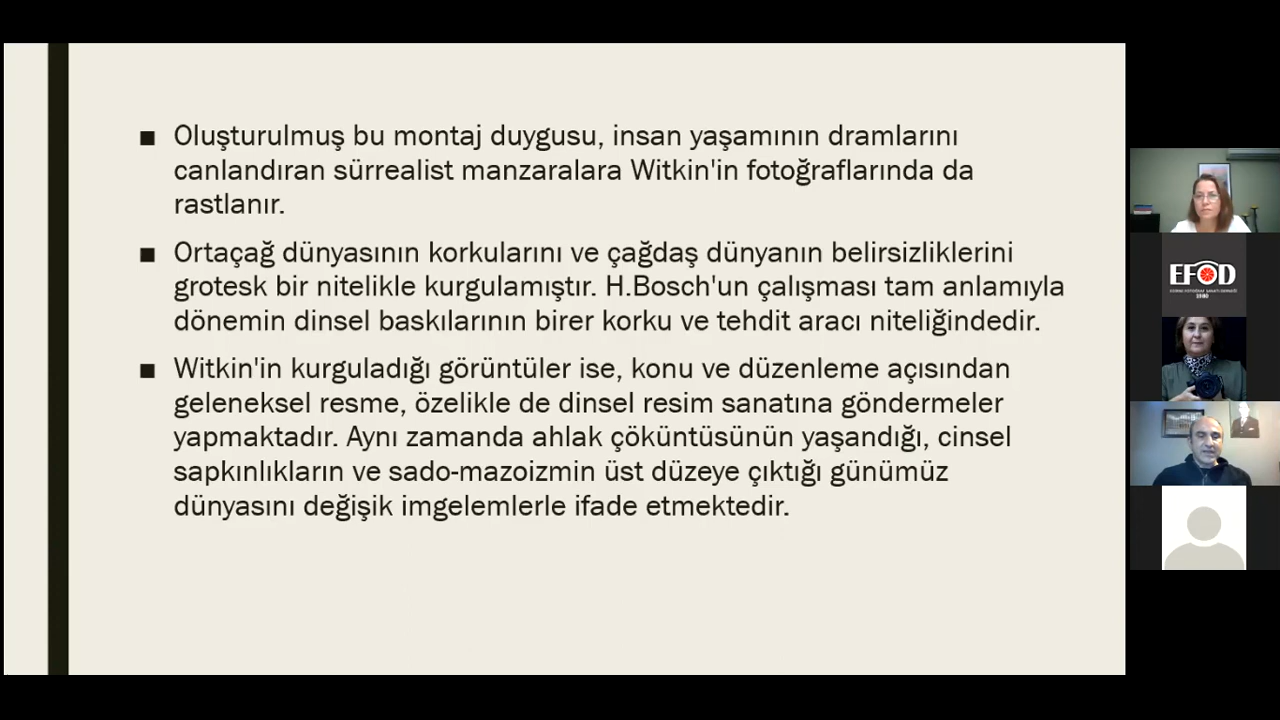 Oluşturulmuş bu montaj duygusu, insan yaşamının dramlarını
canlandıran sürrealist manzaralara Witkin'in fotoğraflarında da
rastlanır.
Ortaçağ dünyasının korkularını ve çağdaş dünyanın belirsizliklerini
grotesk bir nitelikle kurgulamıştır. H.Bosch'un çalışması tam anlamıyla
dönemin dinsel baskılarının birer korku ve tehdit aracı niteliğindedir.
Witkin'in kurguladığı görüntüler ise, konu ve düzenleme açısından
geleneksel resme, özelikle de dinsel resim sanatına göndermeler
yapmaktadır. Aynı zamanda ahlak çöküntüsünün yaşandığı, cinsel
sapkınlıkların ve sado-mazoizmin üst düzeye çıktığı günümüz
dünyasını değişik imgelemlerle ifade etmektedir.
EFOD
1980